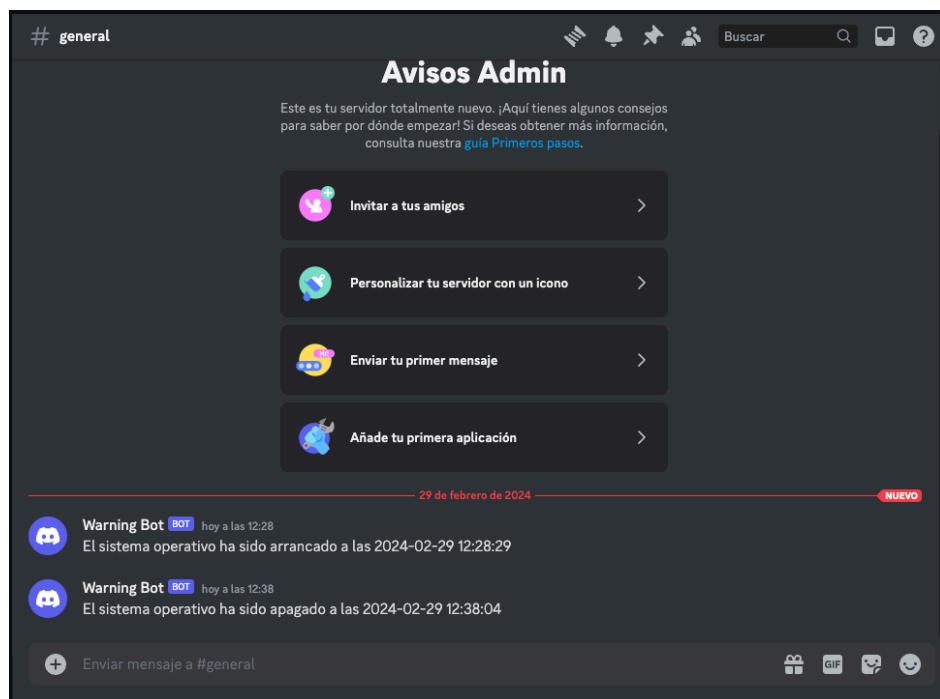 # general
Buscar
Avisos Admin
Este es tu servidor totalmente nuevo. ¡Aquí tienes algunos consejos
para saber por dónde empezar! Si deseas obtener más información,
consulta nuestra guía Primeros pasos.
Invitar a tus amigos
Personalizar tu servidor con un icono
Enviar tu primer mensaje
Añade tu primera aplicación
29 de febrero de 2024
NUEVO
Warning Bot BOT hoy a las 12:28
El sistema operativo ha sido arrancado a las 2024-02-29 12:28:29
Warning Bot BOT hoy a las 12:38
El sistema operativo ha sido apagado a las 2024-02-29 12:38:04
Enviar mensaje a #general
GIF